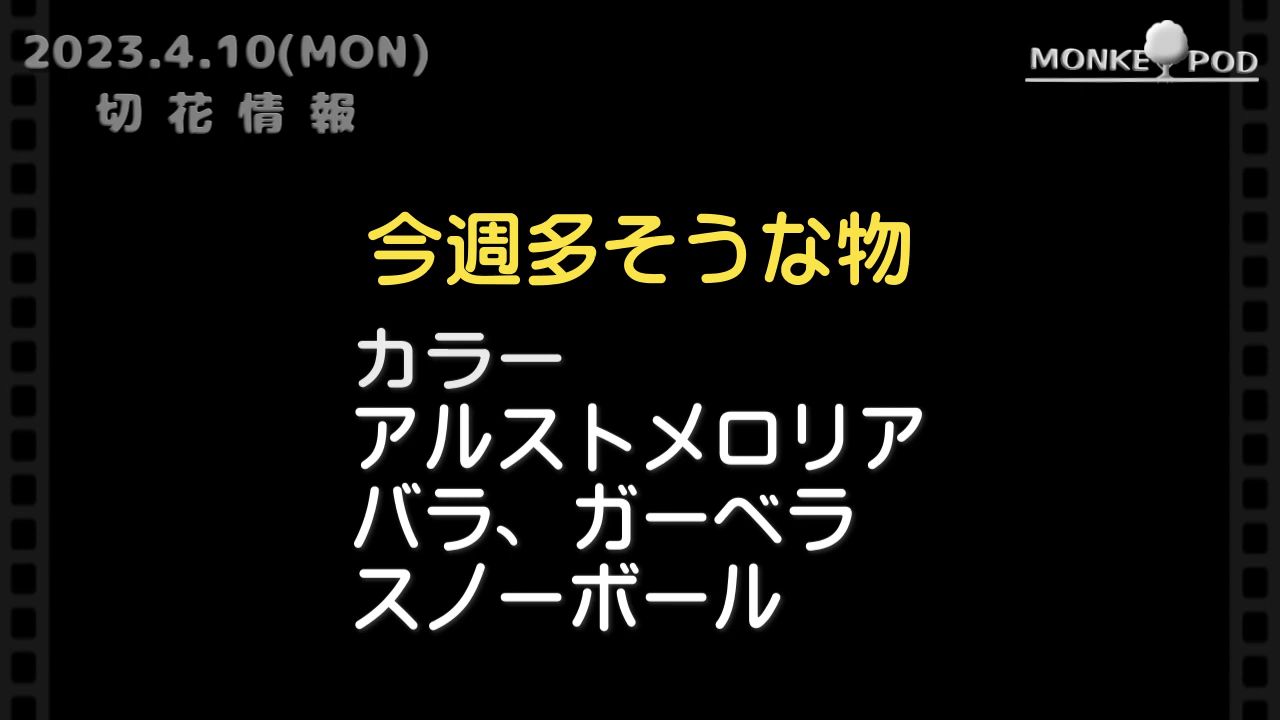 2023.4.10(MON)
切花情報
MONKEYPOD
今週多そうな物
カラー
アルストメロリア
バラ、ガーベラ
スノーボール